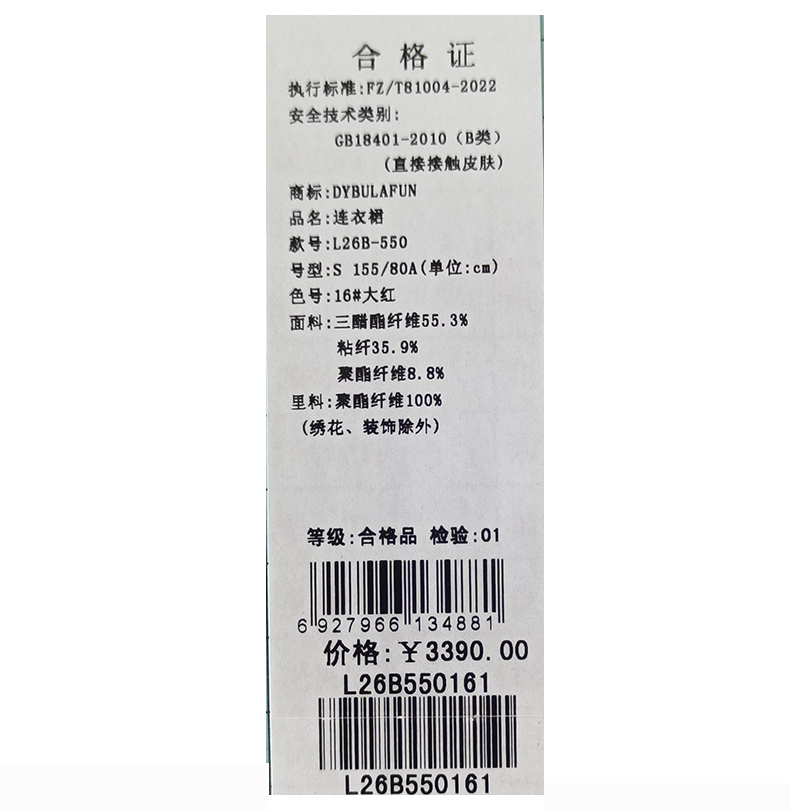 合格证
执行标准:FZ/T81004-2022
安全技术类别:
GB18401-2010（B类）
(直接接触皮肤)
商标:DYBULAFUN
品名:连衣裙
款号:L26B-550
号型:S 155/80A(单位:cm)
色号:16#大红
面料:三醋酯纤维55.3%
粘纤35.9%
聚酯纤维8.8%
里料:聚酯纤维100%
(绣花、装饰除外)
等级:合格品 检验:01
6 927966 134881
价格:￥3390.00
L26B550161
L26B550161